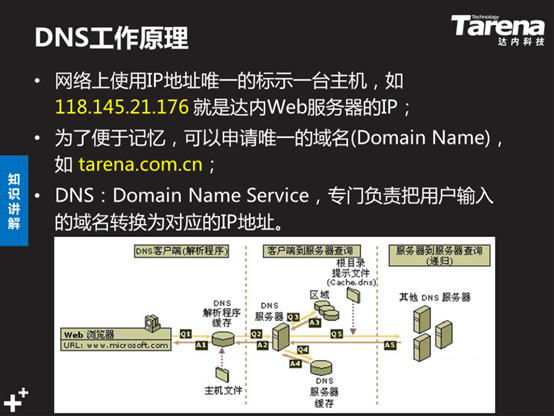 DNS工作原理
Technology
Tarena
达内科技
• 网络上使用IP地址唯一的标示一台主机，如
118.145.21.176 就是达内Web服务器的IP；
• 为了便于记忆，可以申请唯一的域名(Domain Name)，
如 tarena.com.cn；
• DNS：Domain Name Service，专门负责把用户输入
的域名转换为对应的IP地址。
知识讲解
DNS客户端(解析程序)
客户端到服务器查询
服务器到服务器查询
(递归)
根目录
提示文件
(Cache.dns)
区域
其他 DNS 服务器
DNS
解析程序
缓存
DNS
服务器
Q3
A3
Web 浏览器
URL: www.microsoft.com
Q1
A1
Q2
A2
Q5
A5
Q4
A4
主机文件
DNS
服务器
缓存